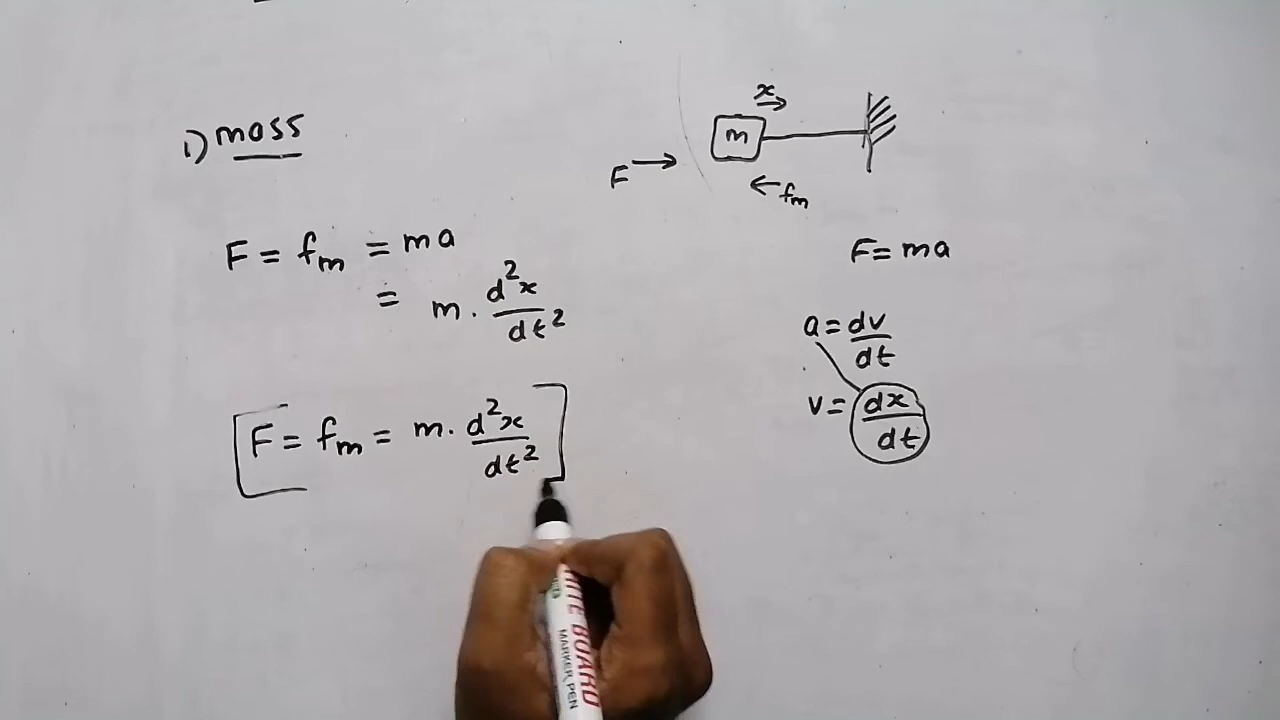 1) mass
F = fm = ma
= m . d²x/dt²
[F = fm = m . d²x/dt²]
x →
m
F →
← fm
F = ma
a = dv/dt
v = dx/dt
WHITE BOARD
MARKER PEN